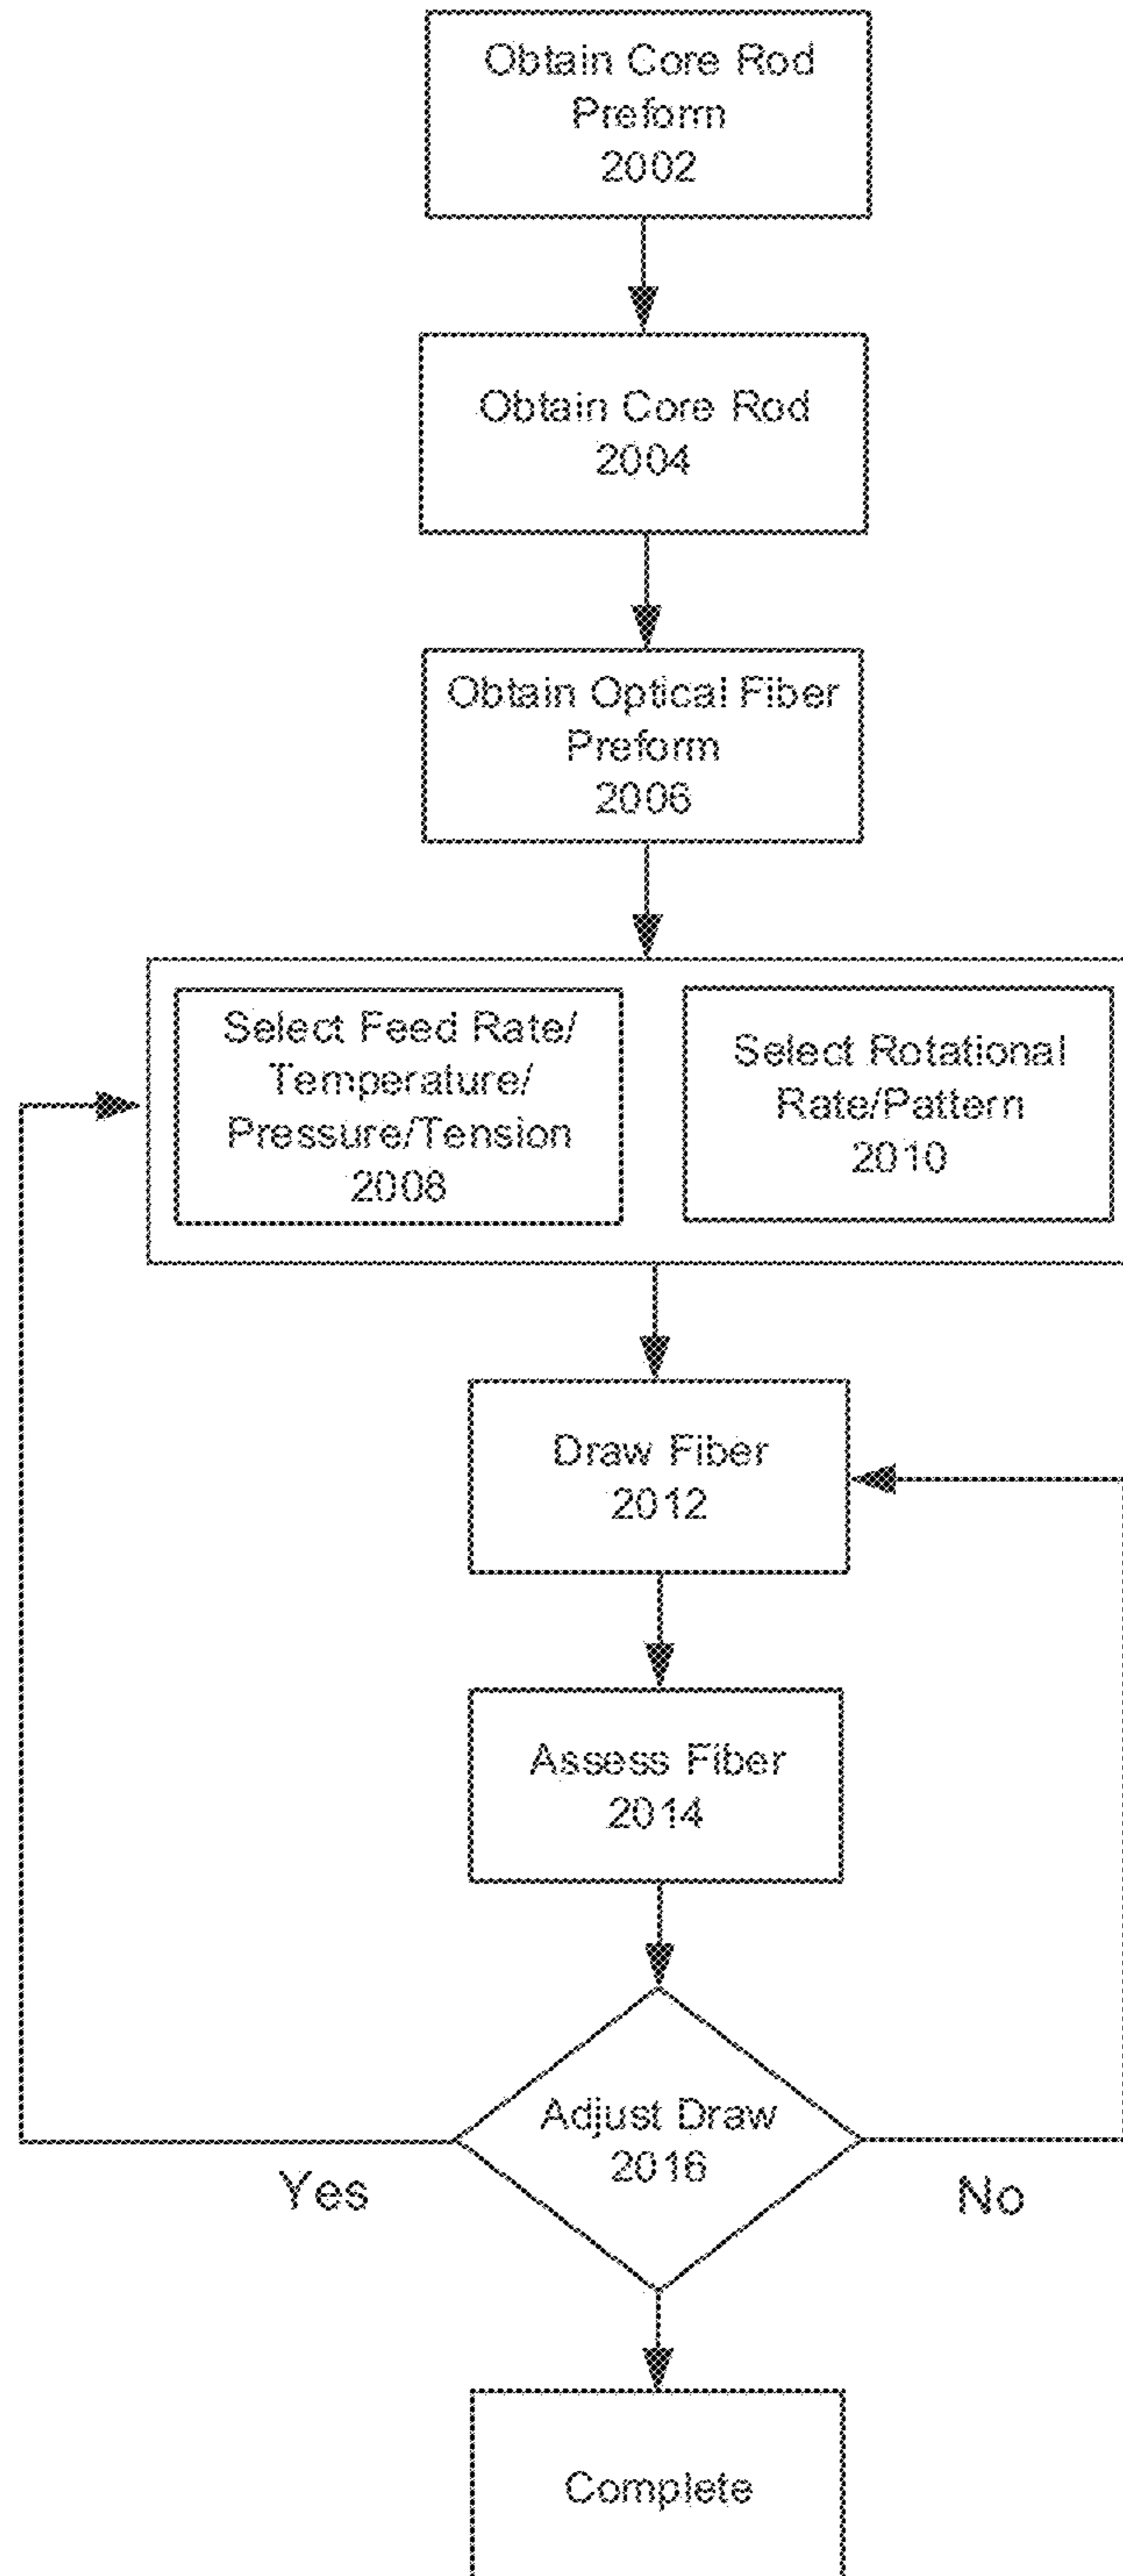 Obtain Core Rod
Preform
2002
Obtain Core Rod
2004
Obtain Optical Fiber
Preform
2006
Select Feed Rate/
Temperature/
Pressure/Tension
2008
Select Rotational
Rate/Pattern
2010
Draw Fiber
2012
Assess Fiber
2014
Adjust Draw
2016
Yes
No
Complete